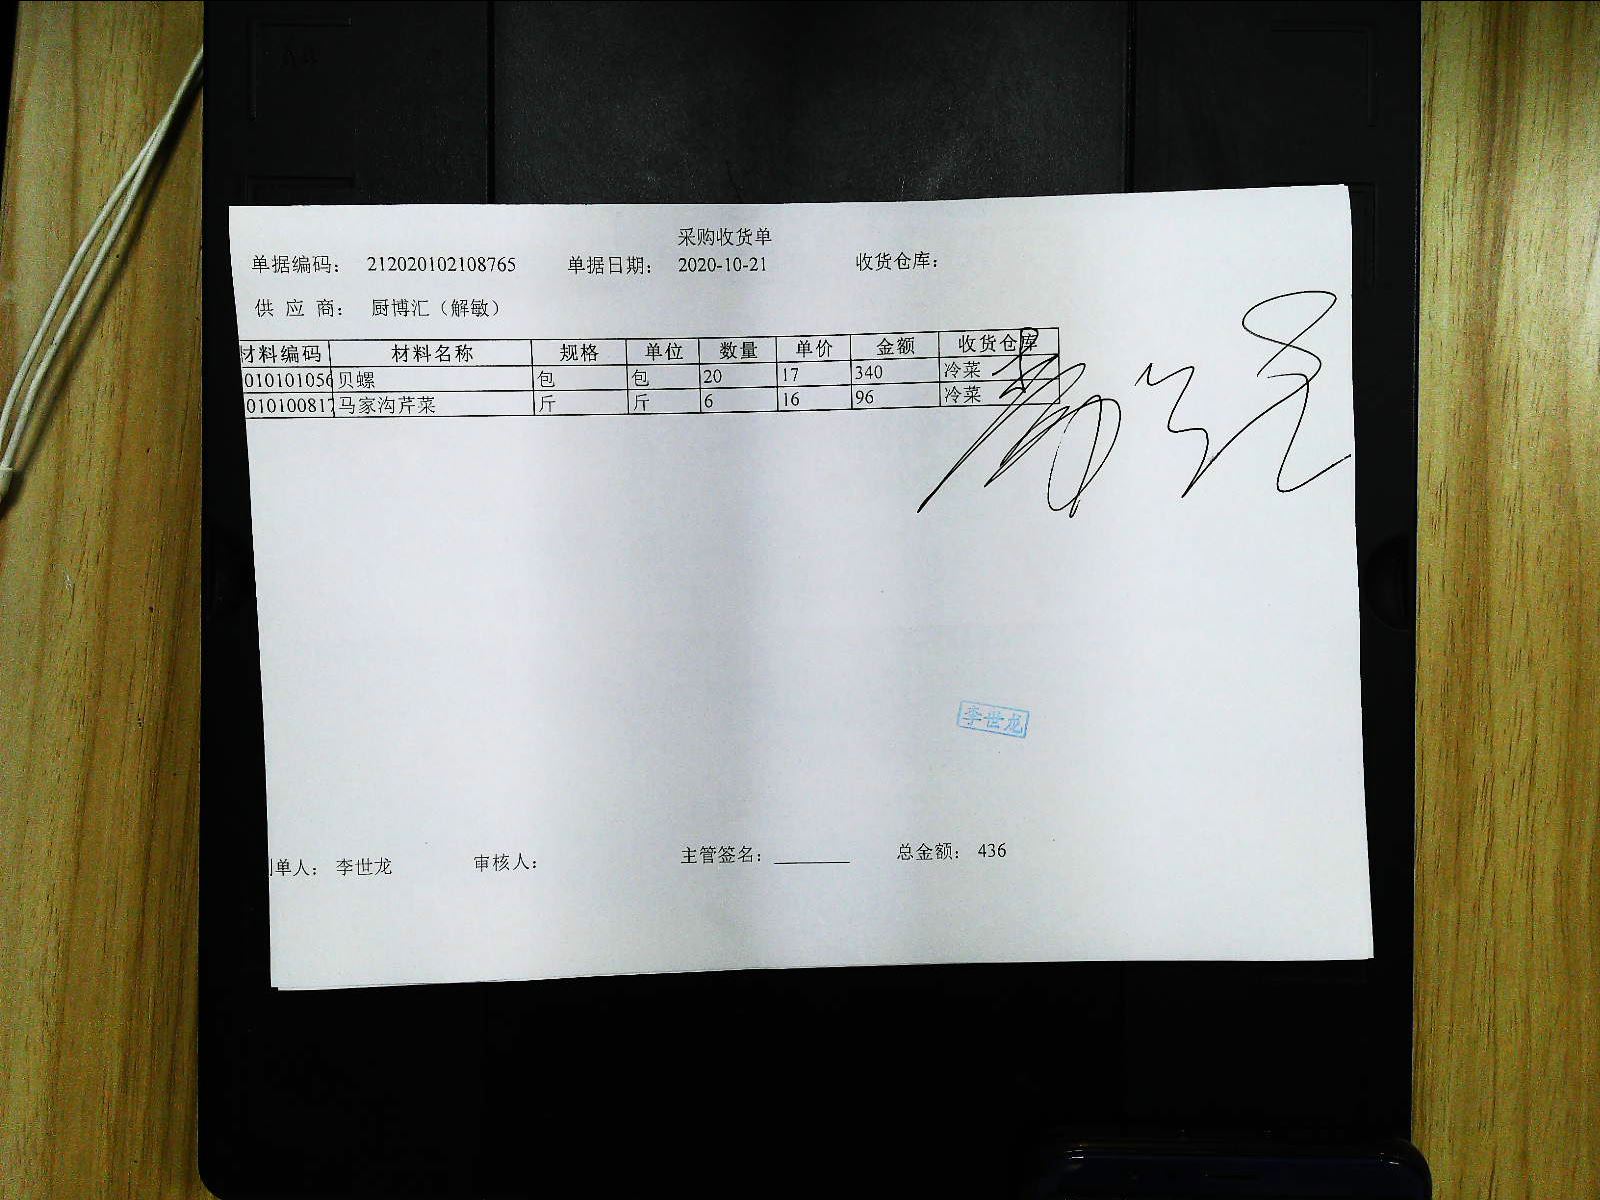 采购收货单
单据编码： 212020102108765 单据日期： 2020-10-21 收货仓库：
供 应 商： 厨博汇（解敏）
材料编码 材料名称 规格 单位 数量 单价 金额 收货仓库
010101056 贝螺 包 包 20 17 340 冷菜
010100817 马家沟芹菜 斤 斤 6 16 96 冷菜
李世龙
单人： 李世龙 审核人： 主管签名： 总金额： 436